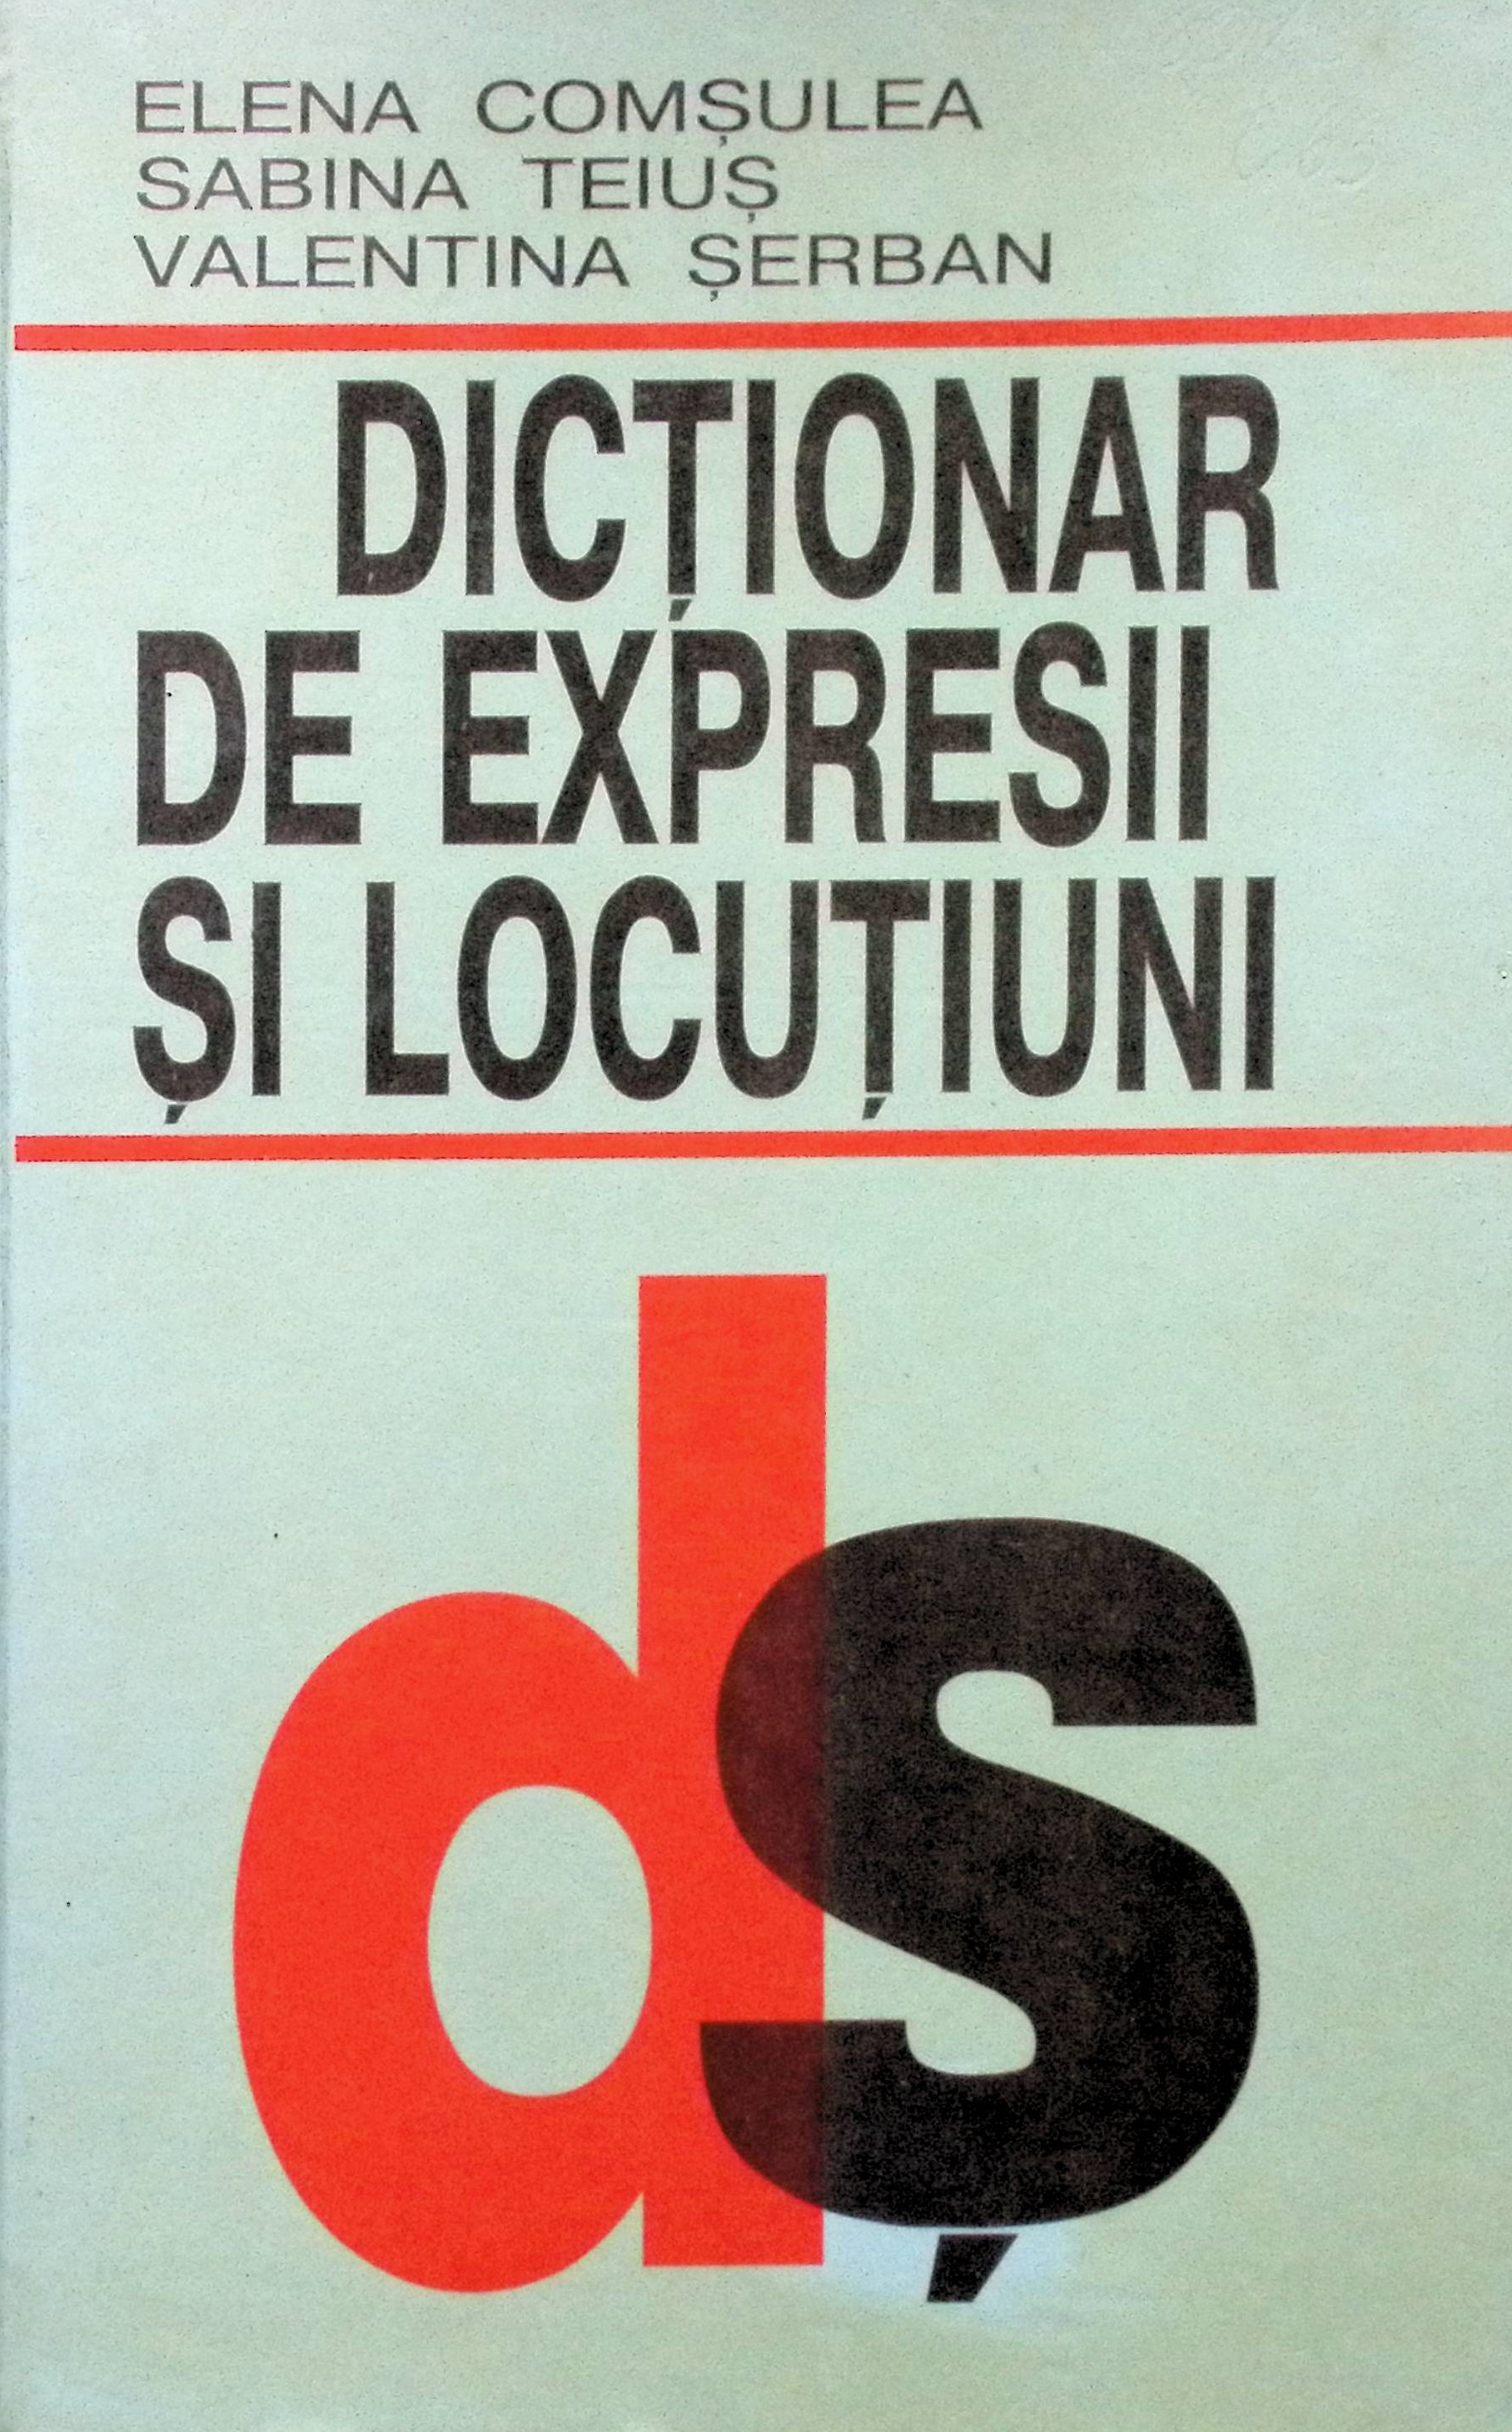 ELENA COMȘULEA
SABINA TEIUȘ
VALENTINA ȘERBAN
DICȚIONAR
DE EXPRESII
ȘI LOCUȚIUNI
dș